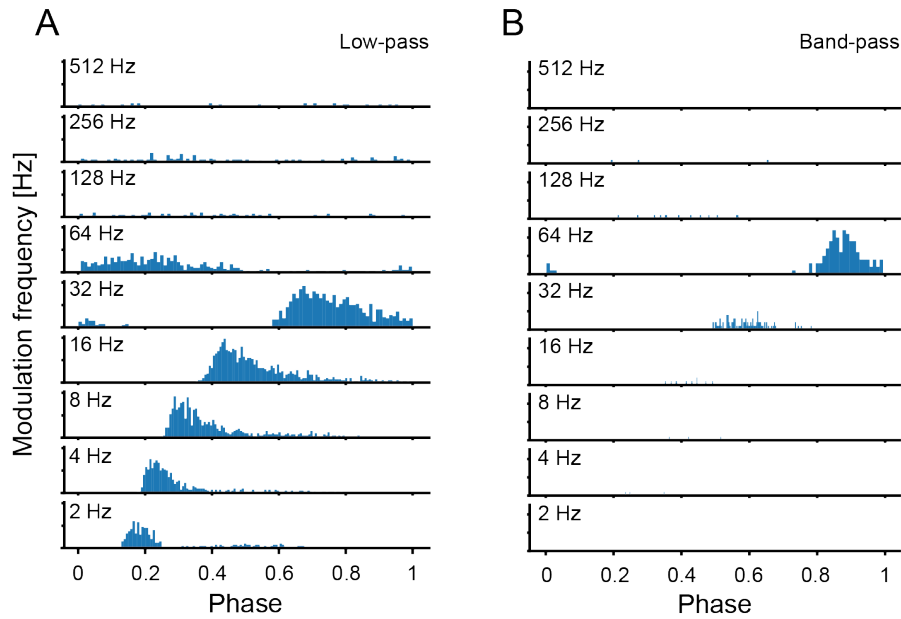 A
Low-pass
512 Hz
256 Hz
128 Hz
64 Hz
32 Hz
16 Hz
8 Hz
4 Hz
2 Hz
Modulation frequency [Hz]
0 0.2 0.4 0.6 0.8 1
Phase
B
Band-pass
512 Hz
256 Hz
128 Hz
64 Hz
32 Hz
16 Hz
8 Hz
4 Hz
2 Hz
0 0.2 0.4 0.6 0.8 1
Phase